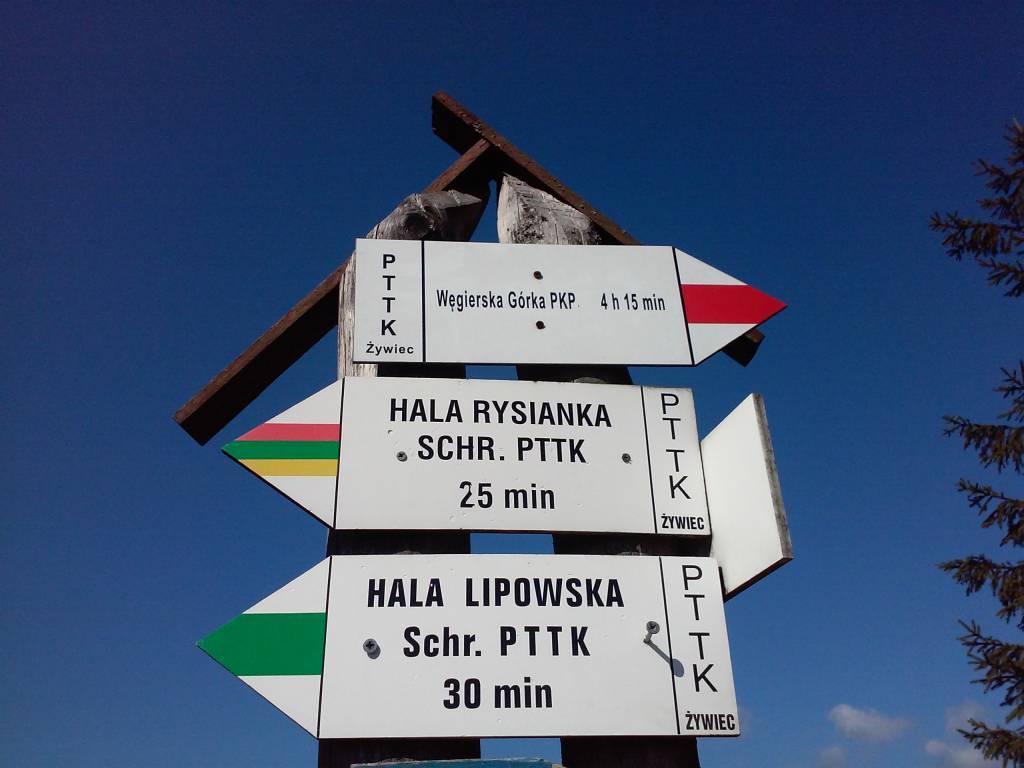 PTTK
Żywiec
Węgierska Górka PKP 4 h 15 min
HALA RYSIANKA
SCHR. PTTK
25 min
PTTK
ŻYWIEC
HALA LIPOWSKA
Schr. PTTK
30 min
PTTK
ŻYWIEC